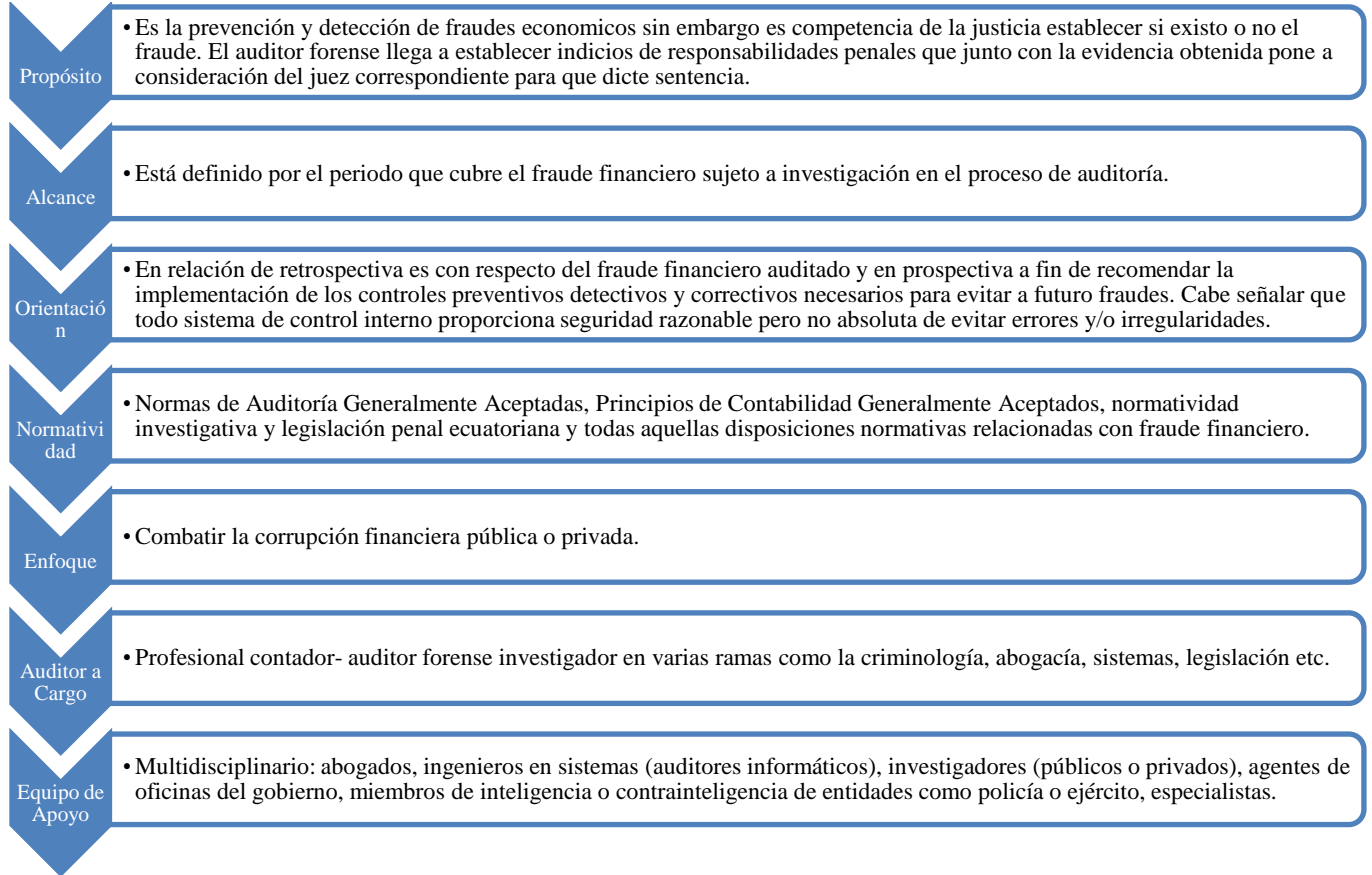 Propósito
• Es la prevención y detección de fraudes economicos sin embargo es competencia de la justicia establecer si existo o no el
fraude. El auditor forense llega a establecer indicios de responsabilidades penales que junto con la evidencia obtenida pone a
consideración del juez correspondiente para que dicte sentencia.
Alcance
• Está definido por el periodo que cubre el fraude financiero sujeto a investigación en el proceso de auditoría.
Orientació
n
• En relación de retrospectiva es con respecto del fraude financiero auditado y en prospectiva a fin de recomendar la
implementación de los controles preventivos detectivos y correctivos necesarios para evitar a futuro fraudes. Cabe señalar que
todo sistema de control interno proporciona seguridad razonable pero no absoluta de evitar errores y/o irregularidades.
Normativi
dad
• Normas de Auditoría Generalmente Aceptadas, Principios de Contabilidad Generalmente Aceptados, normatividad
investigativa y legislación penal ecuatoriana y todas aquellas disposiciones normativas relacionadas con fraude financiero.
Enfoque
• Combatir la corrupción financiera pública o privada.
Auditor a
Cargo
• Profesional contador- auditor forense investigador en varias ramas como la criminología, abogacía, sistemas, legislación etc.
Equipo de
Apoyo
• Multidisciplinario: abogados, ingenieros en sistemas (auditores informáticos), investigadores (públicos o privados), agentes de
oficinas del gobierno, miembros de inteligencia o contrainteligencia de entidades como policía o ejército, especialistas.